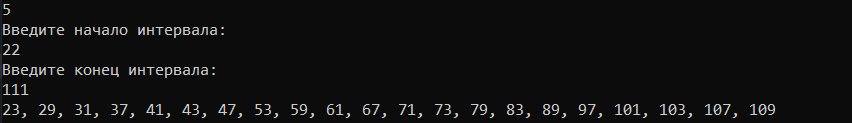 5
Введите начало интервала:
22
Введите конец интервала:
111
23, 29, 31, 37, 41, 43, 47, 53, 59, 61, 67, 71, 73, 79, 83, 89, 97, 101, 103, 107, 109